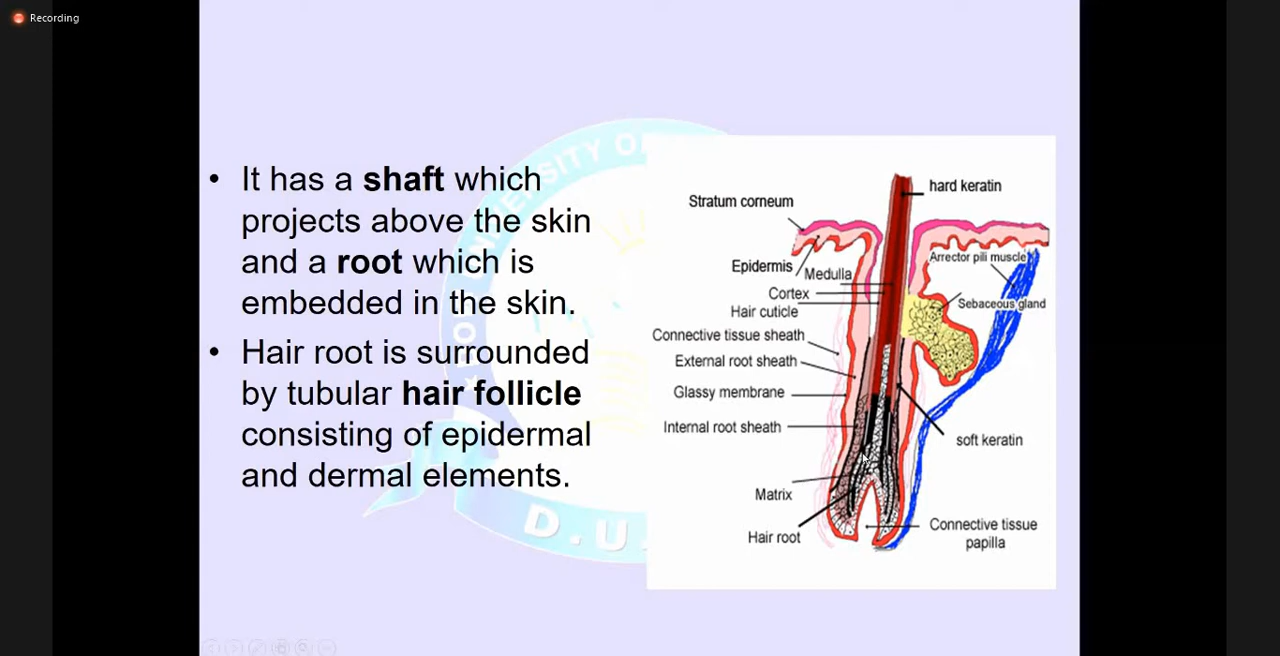 Recording
• It has a shaft which
projects above the skin
and a root which is
embedded in the skin.
• Hair root is surrounded
by tubular hair follicle
consisting of epidermal
and dermal elements.
hard keratin
Stratum corneum
Arrector pili muscle
Epidermis
Medulla
Cortex
Sebaceous gland
Hair cuticle
Connective tissue sheath
External root sheath
Glassy membrane
Internal root sheath
soft keratin
Matrix
Connective tissue
papilla
Hair root
UNIVERSITY OF
D.U.